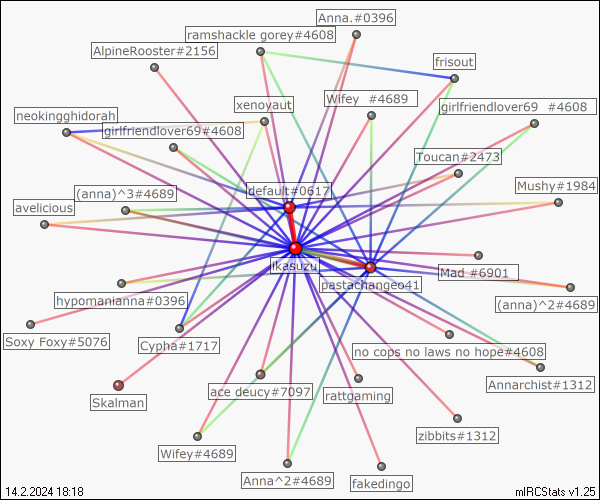 Anna.#0396
ramshackle gorey#4608
AlpineRooster#2156
frisout
xenoyaut
Wifey  #4689
girlfriendlover69  #4608
neokingghidorah
girlfriendlover69#4608
Toucan#2473
default#0617
Mushy#1984
(anna)^3#4689
avelicious
ikasuzu
Mad #6901
pastachangeo41
hypomanianna#0396
(anna)^2#4689
Soxy Foxy#5076
Cypha#1717
no cops no laws no hope#4608
Annarchist#1312
ace deucy#7097
rattgaming
Skalman
zibbits#1312
Wifey#4689
Anna^2#4689
fakedingo
14.2.2024 18:18
mIRCStats v1.25